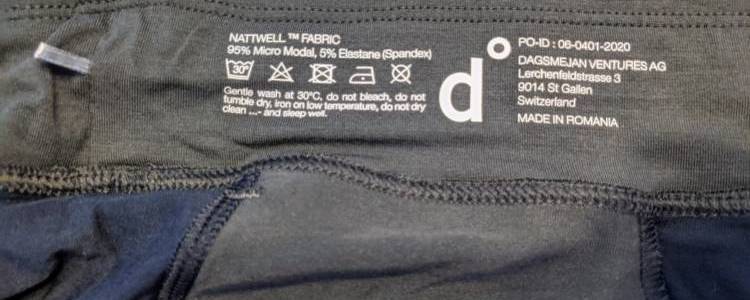 NATTWELL ™ FABRIC
95% Micro Modal, 5% Elastane (Spandex)
30°
Gentle wash at 30°C, do not bleach, do not
tumble dry, iron on low temperature, do not dry
clean ...- and sleep well.
d
PO-ID : 06-0401-2020
DAGSMEJAN VENTURES AG
Lerchenfeldstrasse 3
9014 St Gallen
Switzerland
MADE IN ROMANIA